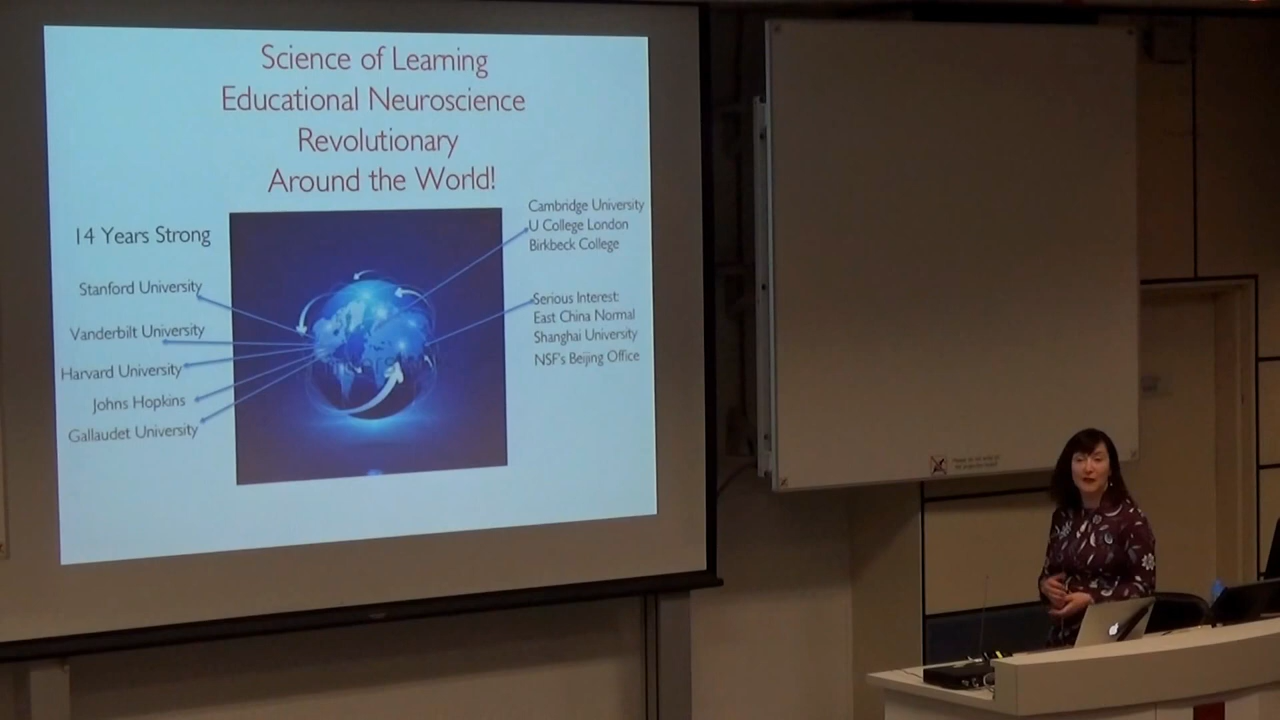 Science of Learning
Educational Neuroscience
Revolutionary
Around the World!
14 Years Strong
Stanford University
Vanderbilt University
Harvard University
Johns Hopkins
Gallaudet University
Cambridge University
U College London
Birkbeck College
Serious Interest:
East China Normal
Shanghai University
NSF's Beijing Office